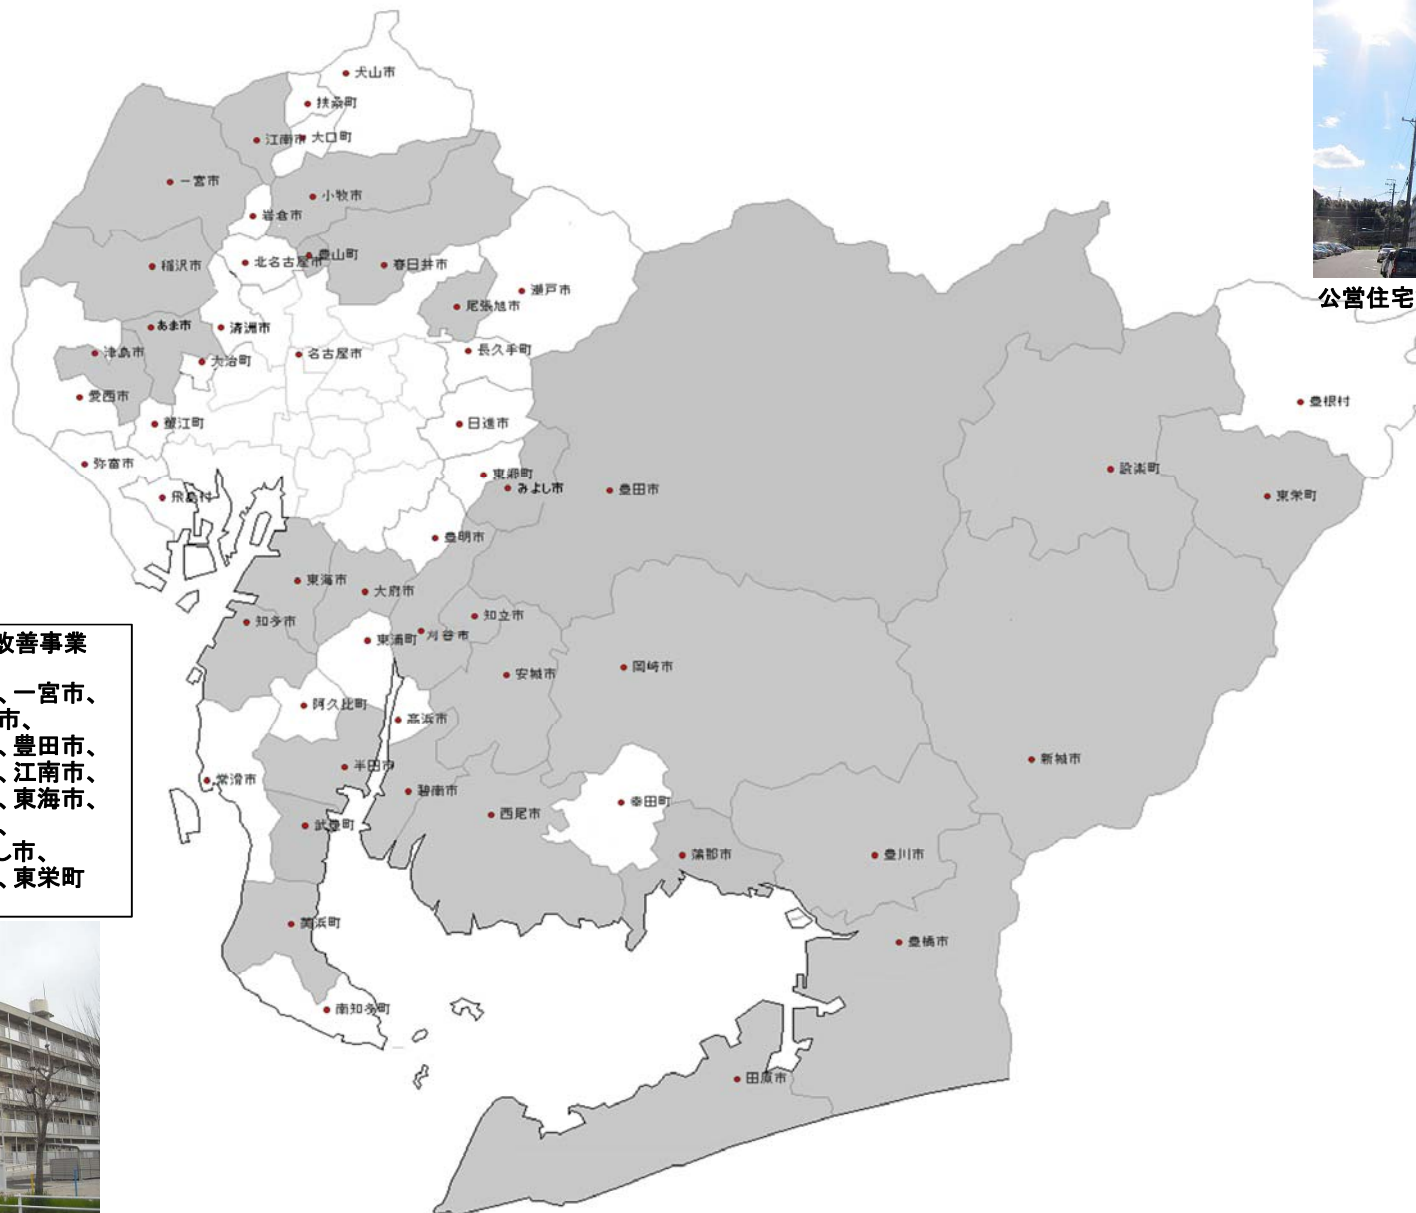 犬山市
扶桑町
江南市
大口町
一宮市
小牧市
岩倉市
北名古屋市
豊山町
春日井市
稲沢市
瀬戸市
尾張旭市
公営住宅
あま市
清洲市
津島市
大治町
名古屋市
長久手町
愛西市
豊根村
蟹江町
日進市
弥富市
東郷町
設楽町
飛島村
みよし市
豊田市
東栄町
豊明市
東海市
大府市
知多市
知立市
東浦町
刈谷市
改善事業
岡崎市
安城市
、一宮市、
阿久比町
市、
高浜市
、豊田市、
新城市
半田市
、江南市、
常滑市
碧南市
、東海市、
幸田町
西尾市
武豊町
、
し市、
蒲郡市
豊川市
、東栄町
美浜町
豊橋市
南知多町
田原市